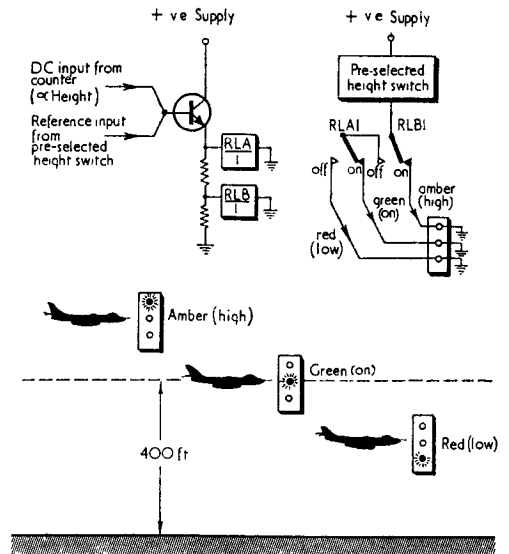 + ve Supply
DC input from
counter
(∝Height)
Reference input
from
pre-selected
height switch
RLA
1
RLB
1
+ ve Supply
Pre-selected
height switch
RLA1
RLB1
off
on
off
on
amber
(high)
green
(on)
red
(low)
Amber (high)
Green (on)
Red (low)
400 ft